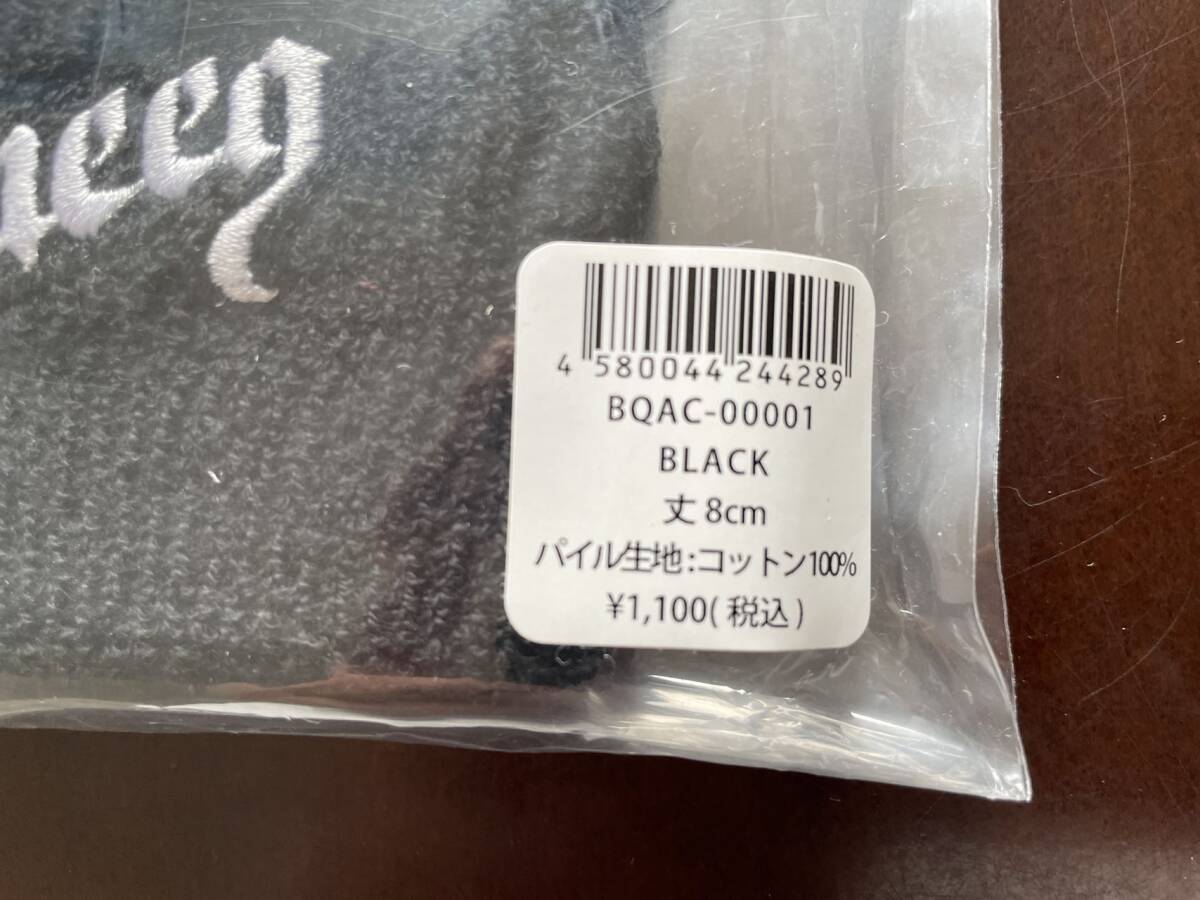 4 580044 244289
BQAC-00001
BLACK
丈 8cm
パイル生地:コットン100%
¥1,100(税込)